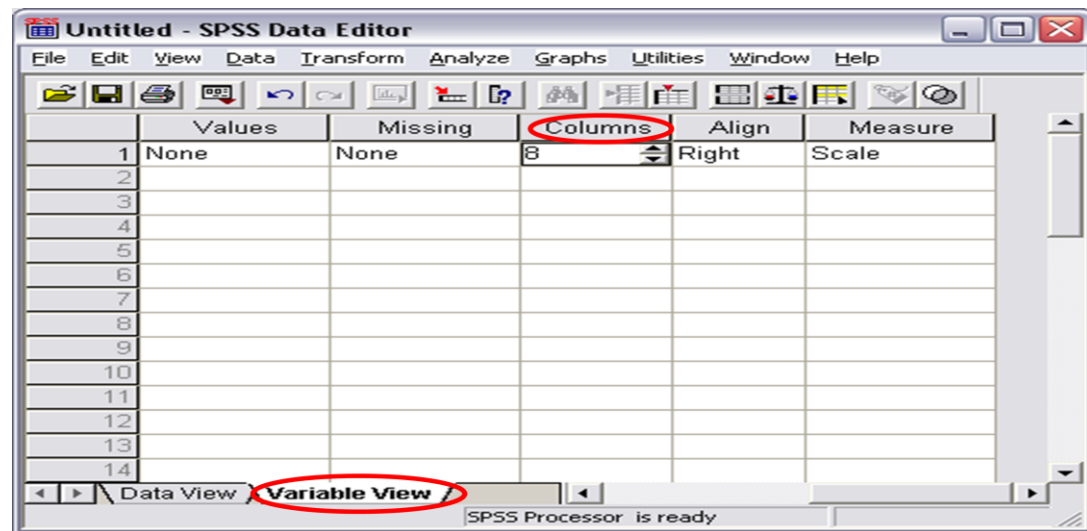 SPSS Untitled - SPSS Data Editor
File Edit View Data Transform Analyze Graphs Utilities Window Help
Values Missing Columns Align Measure
1 None None 8 Right Scale
2
3
4
5
6
7
8
9
10
11
12
13
14
Data View Variable View
SPSS Processor is ready